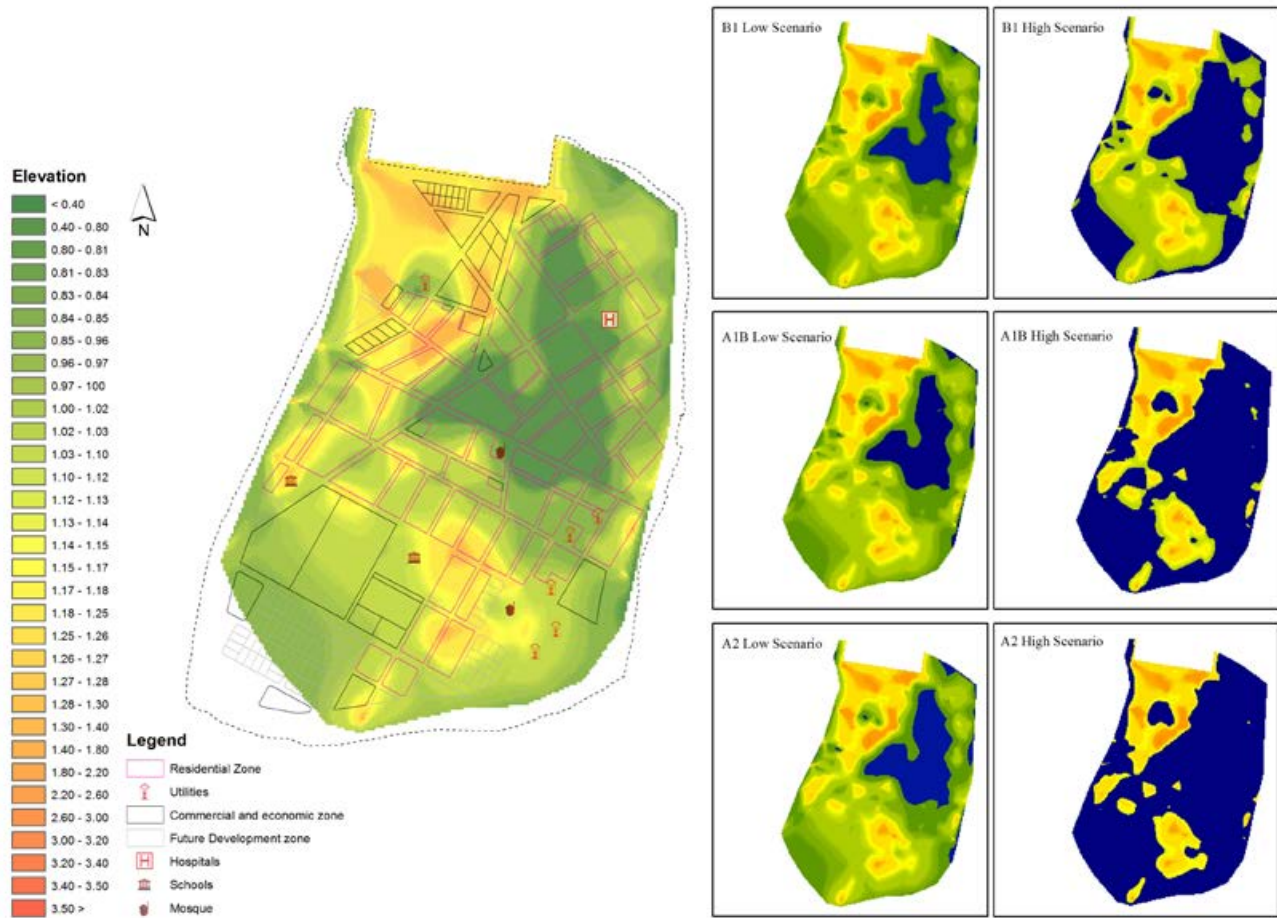 Elevation
< 0.40
0.40 - 0.80
0.80 - 0.81
0.81 - 0.83
0.83 - 0.84
0.84 - 0.85
0.85 - 0.96
0.96 - 0.97
0.97 - 100
1.00 - 1.02
1.02 - 1.03
1.03 - 1.10
1.10 - 1.12
1.12 - 1.13
1.13 - 1.14
1.14 - 1.15
1.15 - 1.17
1.17 - 1.18
1.18 - 1.25
1.25 - 1.26
1.26 - 1.27
1.27 - 1.28
1.28 - 1.30
1.30 - 1.40
1.40 - 1.80
1.80 - 2.20
2.20 - 2.60
2.60 - 3.00
3.00 - 3.20
3.20 - 3.40
3.40 - 3.50
3.50 >
N
H
Legend
Residential Zone
Utilities
Commercial and economic zone
Future Development zone
H Hospitals
Schools
Mosque
B1 Low Scenario
B1 High Scenario
A1B Low Scenario
A1B High Scenario
A2 Low Scenario
A2 High Scenario